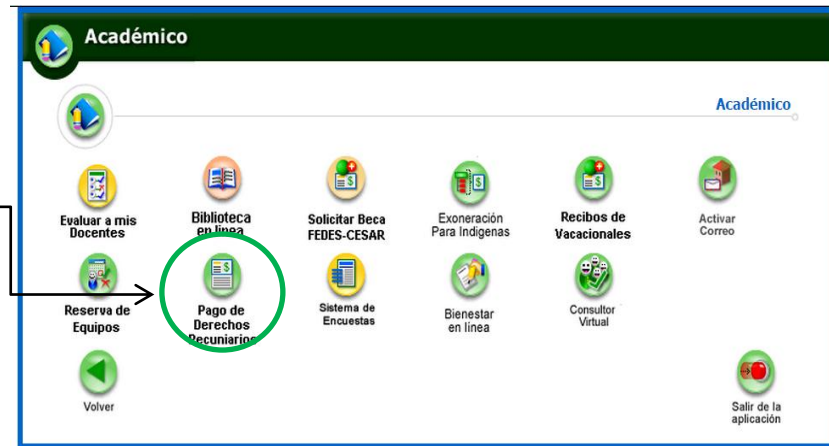 Académico
Académico
Evaluar a mis
Docentes
Biblioteca
en linea
Solicitar Beca
FEDES-CESAR
Exoneración
Para Indigenas
Recibos de
Vacacionales
Activar
Correo
Reserva de
Equipos
Pago de
Derechos
Pecuniarios
Sistema de
Encuestas
Bienestar
en línea
Consultor
Virtual
Volver
Salir de la
aplicación